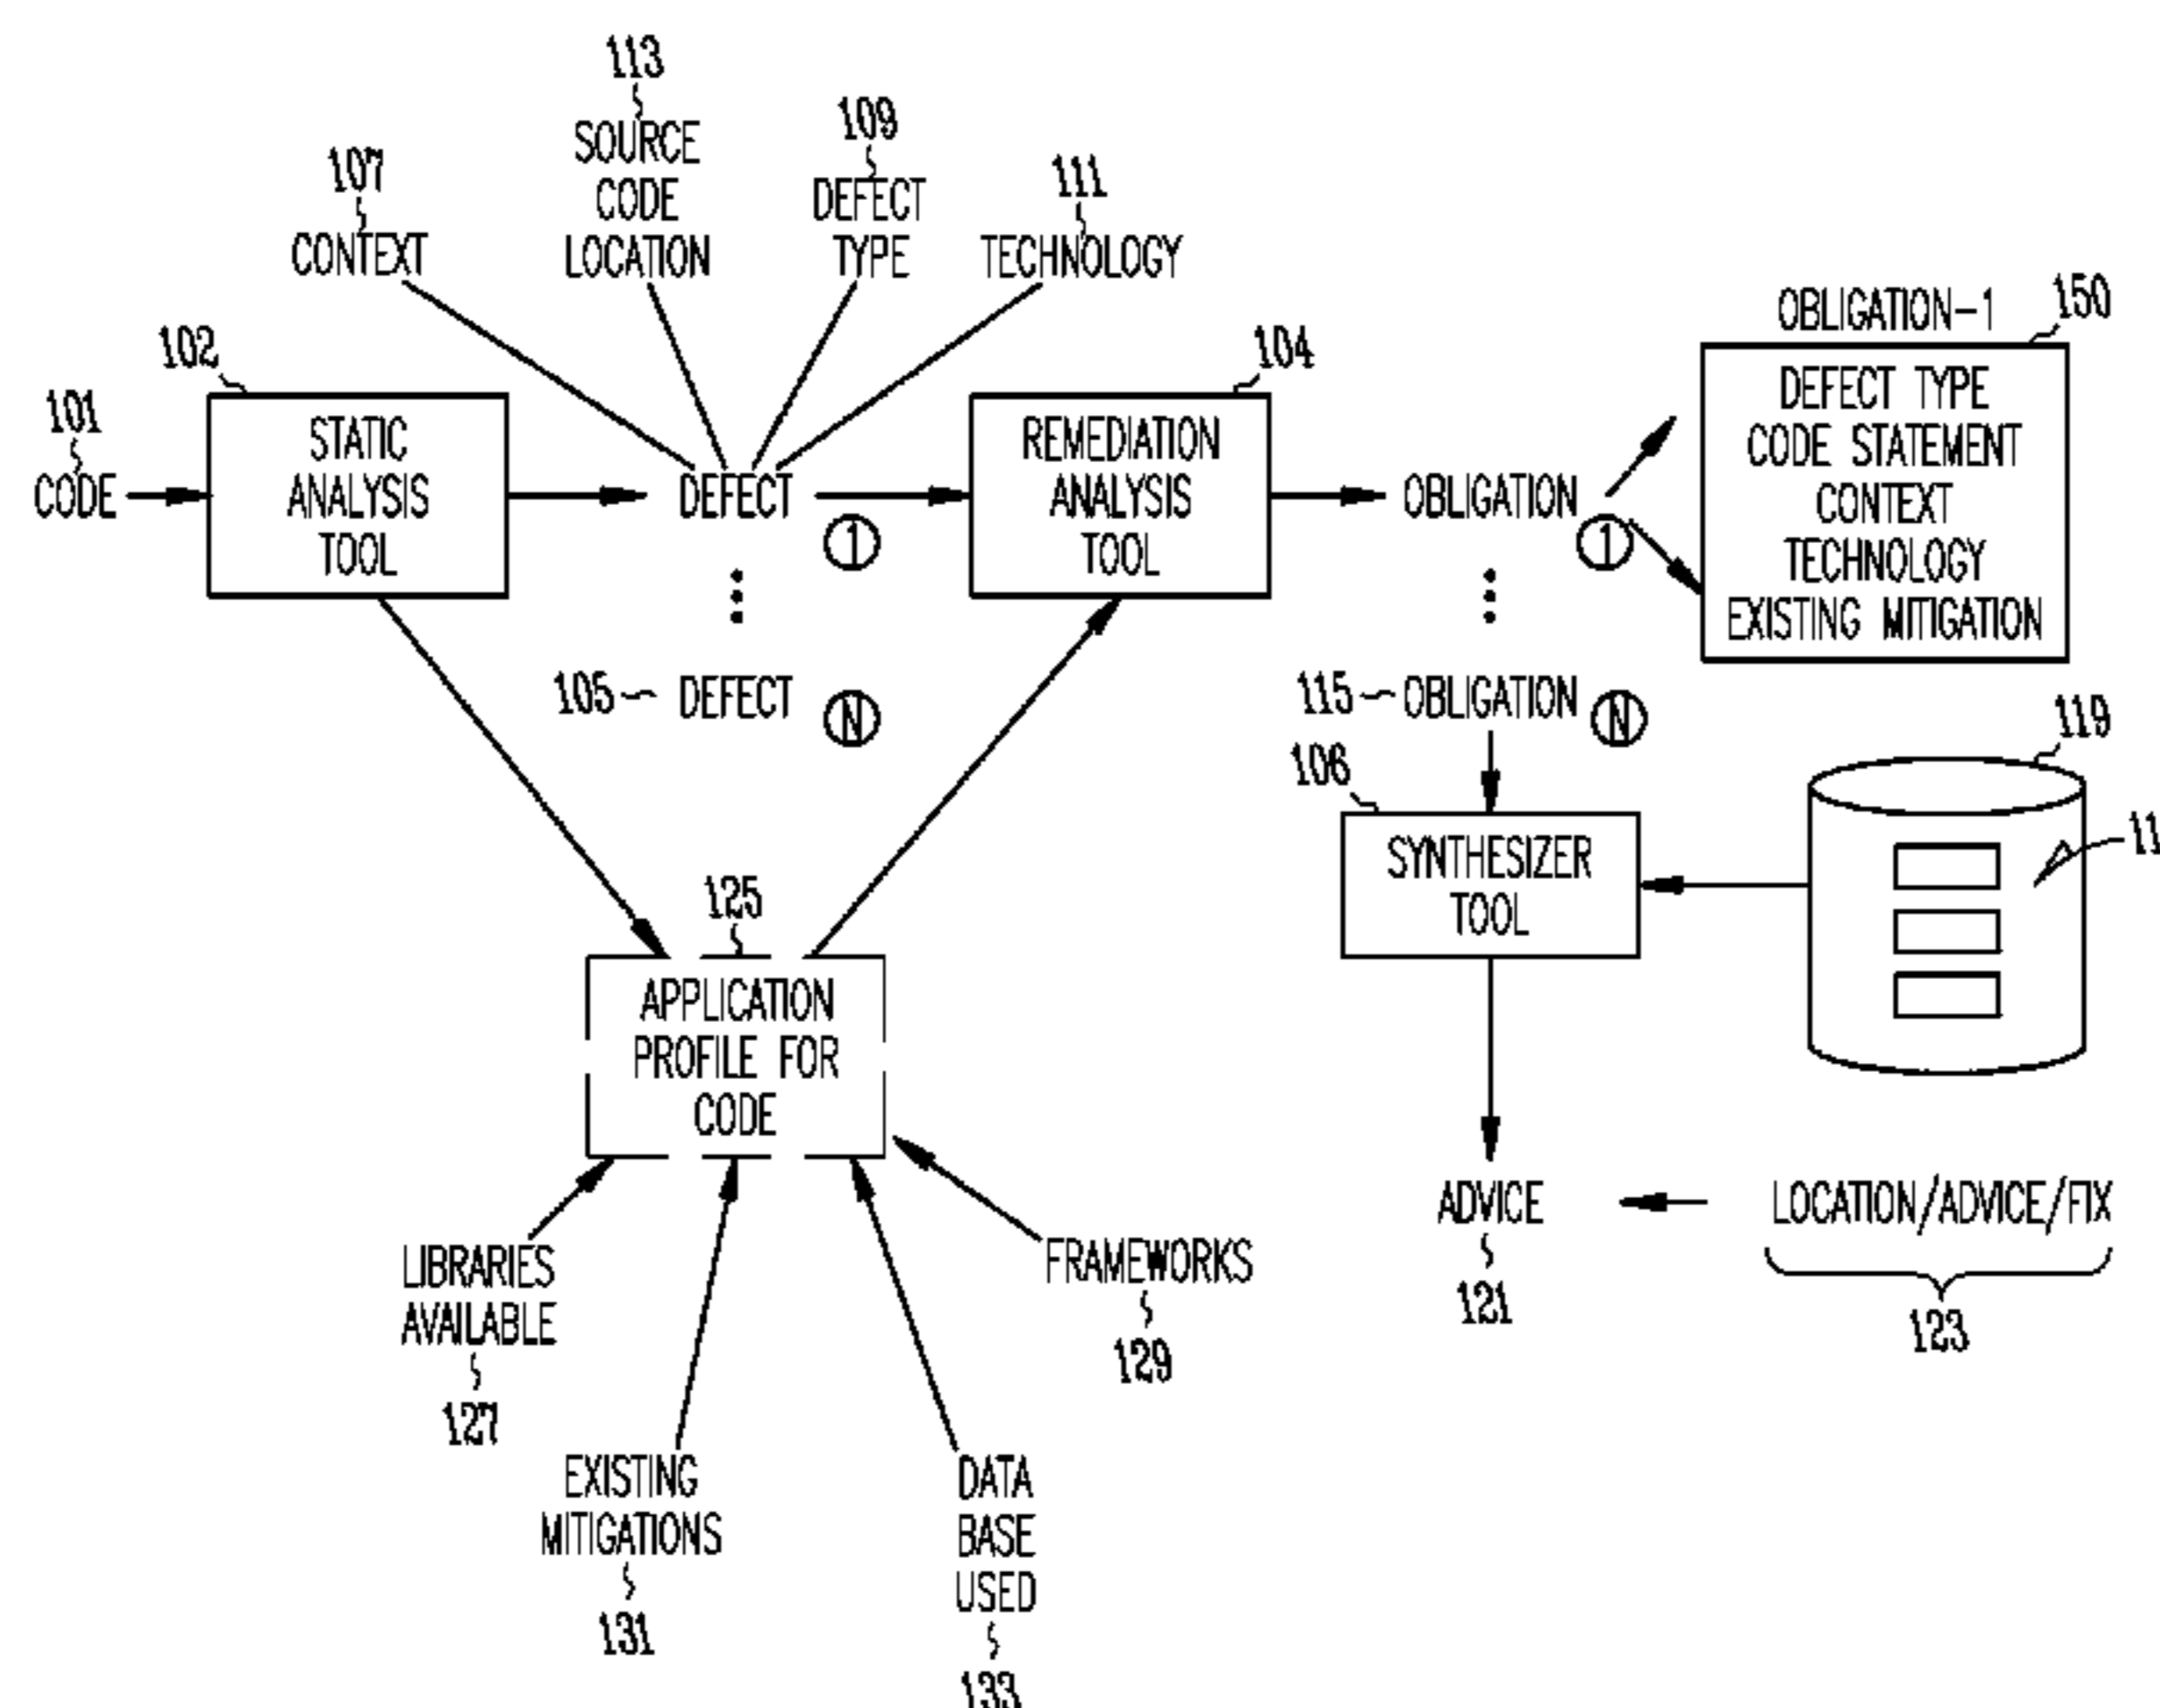 113
SOURCE
CODE
LOCATION
109
DEFECT
TYPE
107
CONTEXT
111
TECHNOLOGY
102
STATIC
ANALYSIS
TOOL
101
CODE
DEFECT
1
105
DEFECT
N
104
REMEDIATION
ANALYSIS
TOOL
OBLIGATION
1
115
OBLIGATION
N
OBLIGATION-1
150
DEFECT TYPE
CODE STATEMENT
CONTEXT
TECHNOLOGY
EXISTING MITIGATION
106
SYNTHESIZER
TOOL
119
11
125
APPLICATION
PROFILE FOR
CODE
ADVICE
121
LOCATION/ADVICE/FIX
123
LIBRARIES
AVAILABLE
127
FRAMEWORKS
129
EXISTING
MITIGATIONS
131
DATA
BASE
USED
133